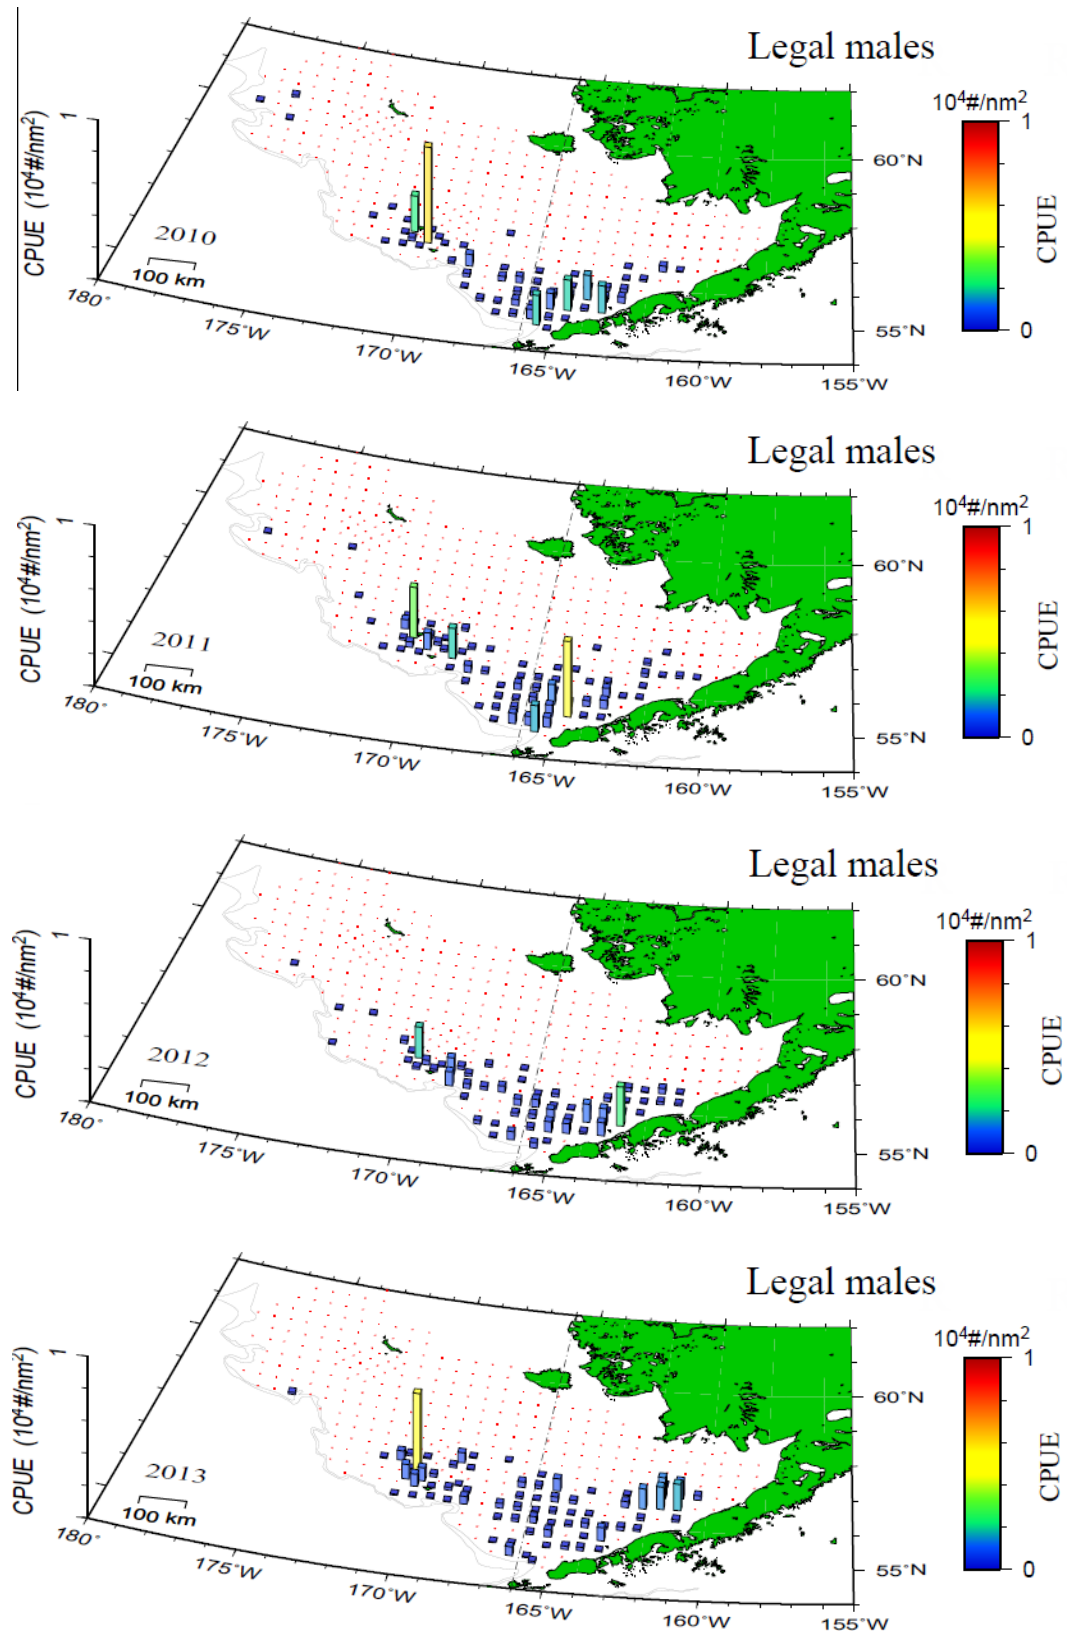 Legal males
10⁴#/nm²
1
CPUE
0
CPUE (10⁴#/nm²)
1
2010
100 km
60°N
55°N
180°
175°W
170°W
165°W
160°W
155°W
Legal males
10⁴#/nm²
1
CPUE
0
CPUE (10⁴#/nm²)
1
2011
100 km
60°N
55°N
180°
175°W
170°W
165°W
160°W
155°W
Legal males
10⁴#/nm²
1
CPUE
0
CPUE (10⁴#/nm²)
1
2012
100 km
60°N
55°N
180°
175°W
170°W
165°W
160°W
155°W
Legal males
10⁴#/nm²
1
CPUE
0
CPUE (10⁴#/nm²)
1
2013
100 km
60°N
55°N
180°
175°W
170°W
165°W
160°W
155°W